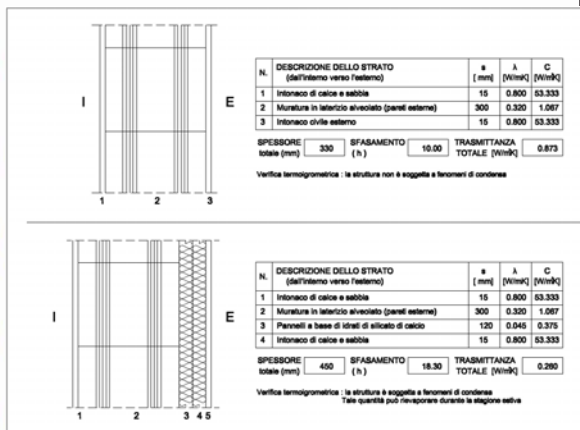 N. DESCRIZIONE DELLO STRATO (dall'interno verso l'esterno) s [mm] λ [W/mK] C [W/m²K]
1 Intonaco di calce e sabbia 15 0.800 53.333
2 Muratura in laterizio alveolato (pareti esterne) 300 0.320 1.067
3 Intonaco civile esterno 15 0.800 53.333
I E
SPESSORE totale (mm) 330 SFASAMENTO (h) 10.00 TRASMITTANZA TOTALE [W/m²K] 0.873
Verifica termoigrometrica : la struttura non è soggetta a fenomeni di condensa
1 2 3
N. DESCRIZIONE DELLO STRATO (dall'interno verso l'esterno) s [mm] λ [W/mK] C [W/m²K]
1 Intonaco di calce e sabbia 15 0.800 53.333
2 Muratura in laterizio alveolato (pareti esterne) 300 0.320 1.067
3 Pannelli a base di idrati di silicato di calcio 120 0.045 0.375
4 Intonaco di calce e sabbia 15 0.800 53.333
I E
SPESSORE totale (mm) 450 SFASAMENTO (h) 18.30 TRASMITTANZA TOTALE [W/m²K] 0.260
Verifica termoigrometrica : la struttura è soggetta a fenomeni di condensa
Tale quantità può rievaporare durante la stagione estiva
1 2 3 4 5